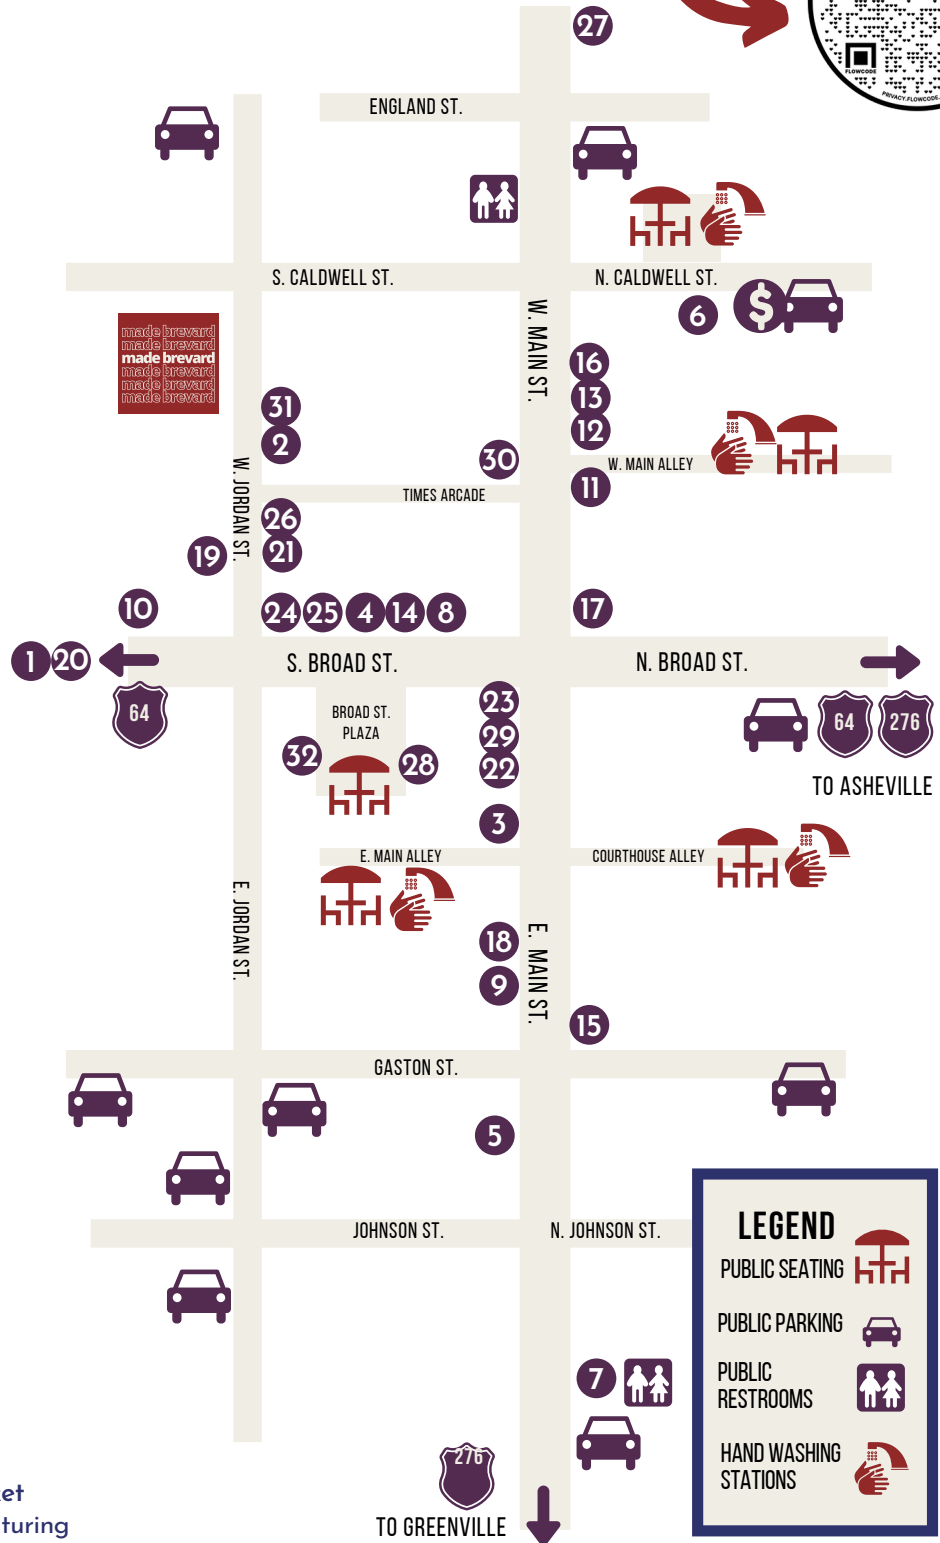 27
FLOWCODE
PRIVACY.FLOWCODE.
ENGLAND ST.
S. CALDWELL ST.
N. CALDWELL ST.
6
$
W. MAIN ST.
made brevard
made brevard
made brevard
made brevard
made brevard
made brevard
16
13
12
31
2
30
W. MAIN ALLEY
11
W. JORDAN ST.
TIMES ARCADE
26
21
19
10
24
25
4
14
8
17
1
20
S. BROAD ST.
N. BROAD ST.
64
BROAD ST.
PLAZA
23
29
22
64
276
32
28
TO ASHEVILLE
3
E. MAIN ALLEY
COURTHOUSE ALLEY
E. JORDAN ST.
18
9
E. MAIN ST.
15
GASTON ST.
5
JOHNSON ST.
N. JOHNSON ST.
LEGEND
PUBLIC SEATING
PUBLIC PARKING
PUBLIC
RESTROOMS
HAND WASHING
STATIONS
7
276
TO GREENVILLE
et
turing